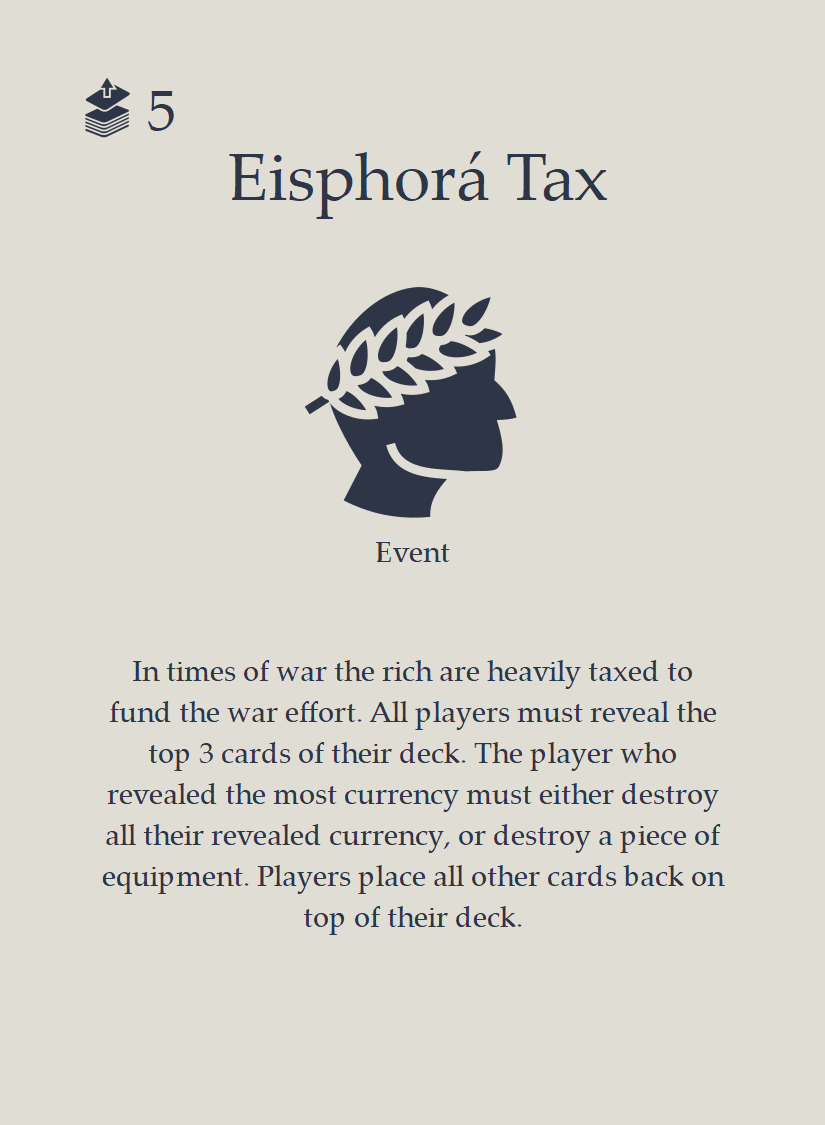 5
Eisphorá Tax
Event
In times of war the rich are heavily taxed to
fund the war effort. All players must reveal the
top 3 cards of their deck. The player who
revealed the most currency must either destroy
all their revealed currency, or destroy a piece of
equipment. Players place all other cards back on
top of their deck.